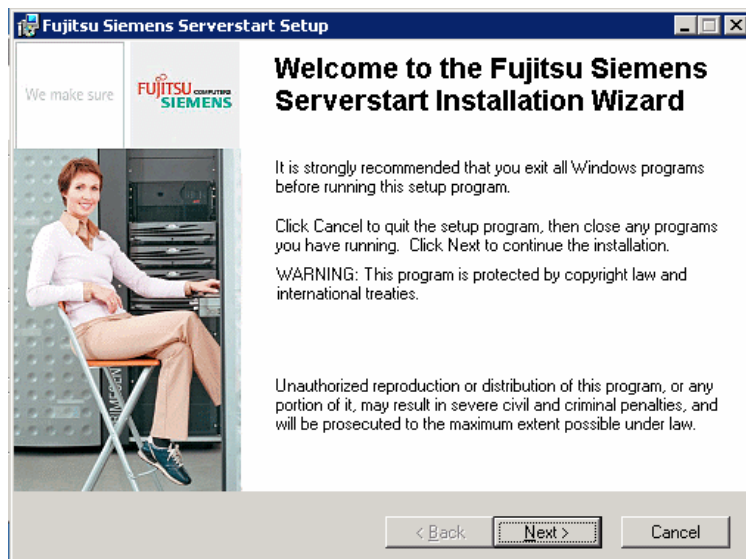 Fujitsu Siemens Serverstart Setup
We make sure
FUJITSU COMPUTERS
SIEMENS
Welcome to the Fujitsu Siemens
Serverstart Installation Wizard
It is strongly recommended that you exit all Windows programs
before running this setup program.
Click Cancel to quit the setup program, then close any programs
you have running. Click Next to continue the installation.
WARNING: This program is protected by copyright law and
international treaties.
Unauthorized reproduction or distribution of this program, or any
portion of it, may result in severe civil and criminal penalties, and
will be prosecuted to the maximum extent possible under law.
< Back
Next >
Cancel